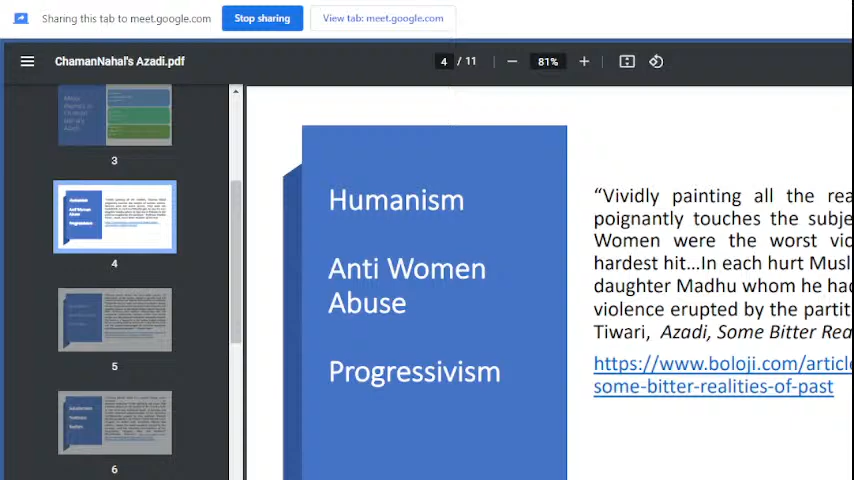 Sharing this tab to meet.google.com
Stop sharing
View tab: meet.google.com
ChamanNahal's Azadi.pdf
4 / 11
81%
3
4
5
6
Humanism
Anti Women
Abuse
Progressivism
“Vividly painting all the rea
poignantly touches the subje
Women were the worst vic
hardest hit...In each hurt Musl
daughter Madhu whom he had
violence erupted by the partit
Tiwari, Azadi, Some Bitter Rea
https://www.boloji.com/article
some-bitter-realities-of-past